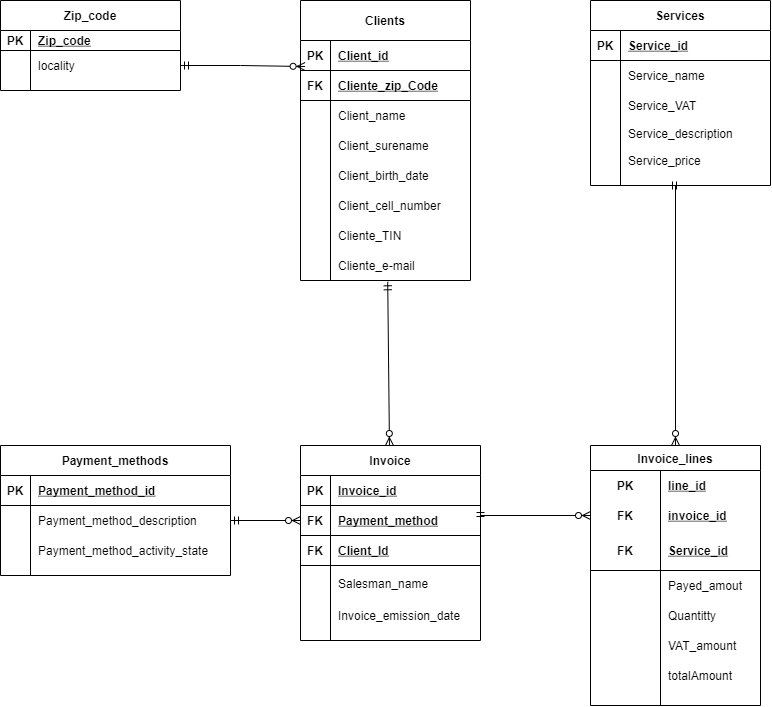 Zip_code
PK Zip_code
locality
Clients
PK Client_id
FK Cliente_zip_Code
Client_name
Client_surename
Client_birth_date
Client_cell_number
Cliente_TIN
Cliente_e-mail
Services
PK Service_id
Service_name
Service_VAT
Service_description
Service_price
Payment_methods
PK Payment_method_id
Payment_method_description
Payment_method_activity_state
Invoice
PK Invoice_id
FK Payment_method
FK Client_Id
Salesman_name
Invoice_emission_date
Invoice_lines
PK line_id
FK invoice_id
FK Service_id
Payed_amout
Quantitty
VAT_amount
totalAmount